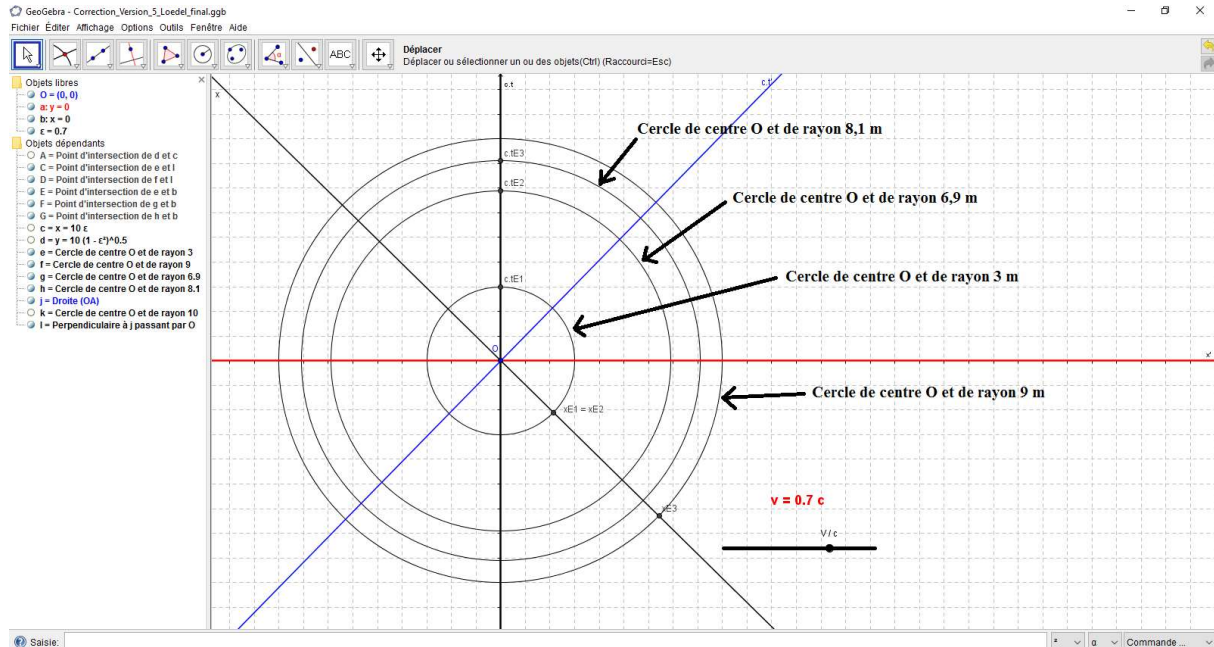 GeoGebra - Correction_Version_5_Loedel_final.ggb
Fichier Éditer Affichage Options Outils Fenêtre Aide
ABC
Déplacer
Déplacer ou sélectionner un ou des objets(Ctrl) (Raccourci=Esc)
Objets libres
O = (0, 0)
a: y = 0
b: x = 0
ε = 0.7
Objets dépendants
A = Point d'intersection de d et c
C = Point d'intersection de e et l
D = Point d'intersection de f et l
E = Point d'intersection de e et b
F = Point d'intersection de g et b
G = Point d'intersection de h et b
c = x = 10 ε
d = y = 10 (1 - ε²)^0.5
e = Cercle de centre O et de rayon 3
f = Cercle de centre O et de rayon 9
g = Cercle de centre O et de rayon 6.9
h = Cercle de centre O et de rayon 8.1
j = Droite (OA)
k = Cercle de centre O et de rayon 10
l = Perpendiculaire à j passant par O
x
c.t
c.t'
Cercle de centre O et de rayon 8,1 m
c.tE3
c.tE2
Cercle de centre O et de rayon 6,9 m
c.tE1
Cercle de centre O et de rayon 3 m
O
x'
Cercle de centre O et de rayon 9 m
xE1 = xE2
xE3
v = 0.7 c
V / c
Saisie:
α
Commande ...